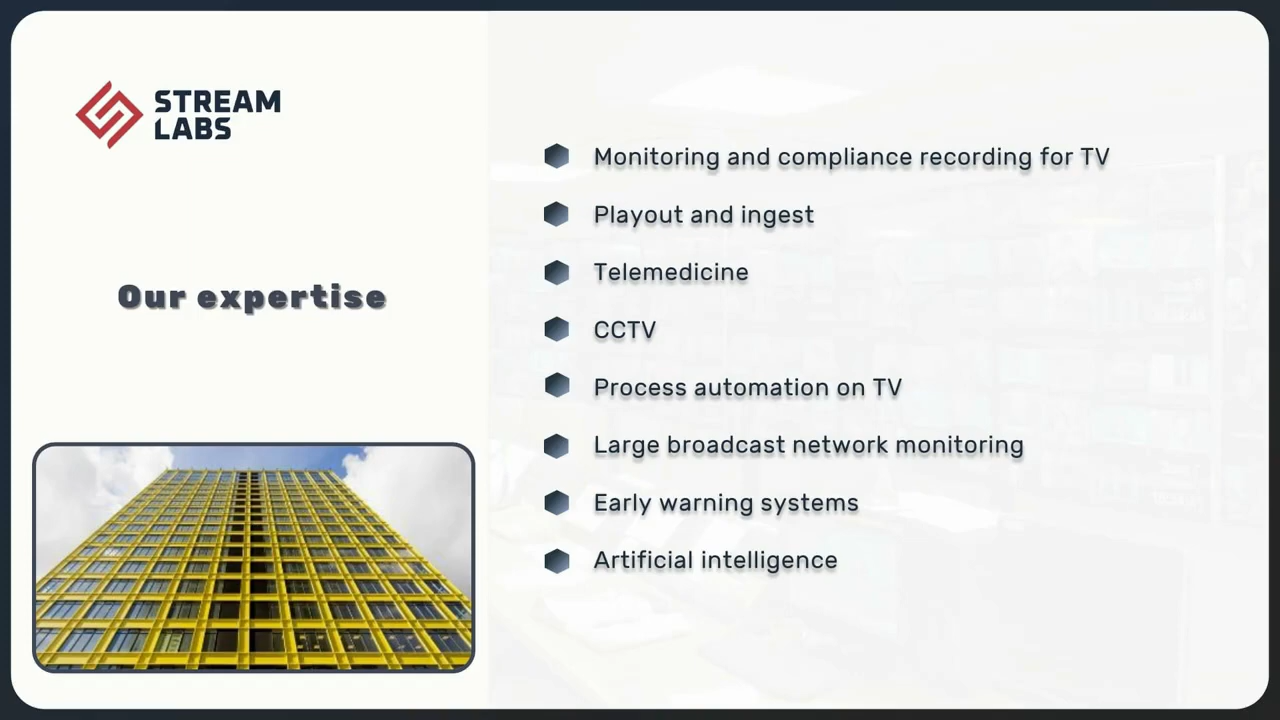 STREAM
LABS
Our expertise
Monitoring and compliance recording for TV
Playout and ingest
Telemedicine
CCTV
Process automation on TV
Large broadcast network monitoring
Early warning systems
Artificial intelligence